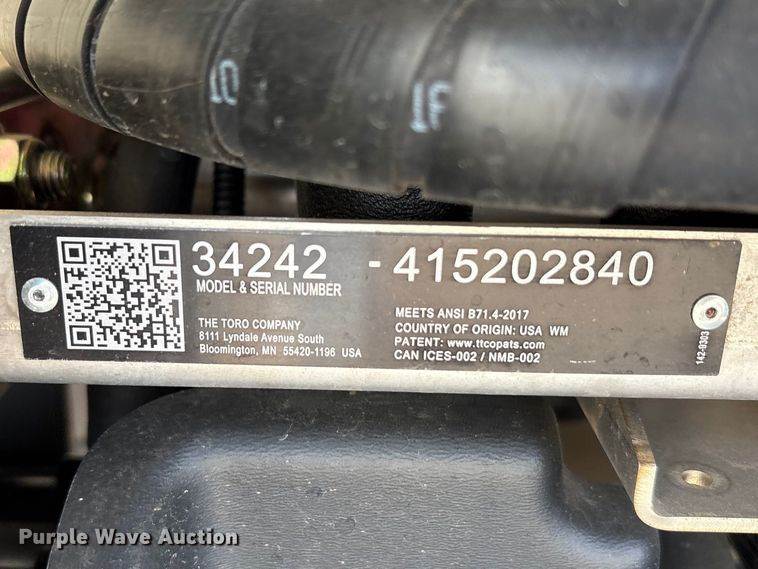 34242 - 415202840
MODEL & SERIAL NUMBER
THE TORO COMPANY
8111 Lyndale Avenue South
Bloomington, MN 55420-1196 USA
MEETS ANSI B71.4-2017
COUNTRY OF ORIGIN: USA WM
PATENT: www.ttcopats.com
CAN ICES-002 / NMB-002
142-9303
Purple Wave Auction